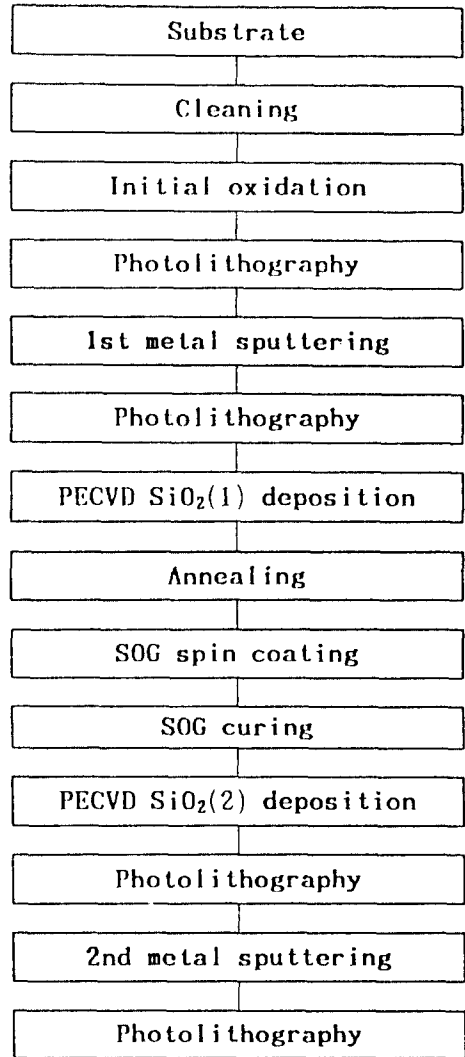 Substrate
Cleaning
Initial oxidation
Photolithography
1st metal sputtering
Photolithography
PECVD SiO₂(1) deposition
Annealing
SOG spin coating
SOG curing
PECVD SiO₂(2) deposition
Photolithography
2nd metal sputtering
Photolithography